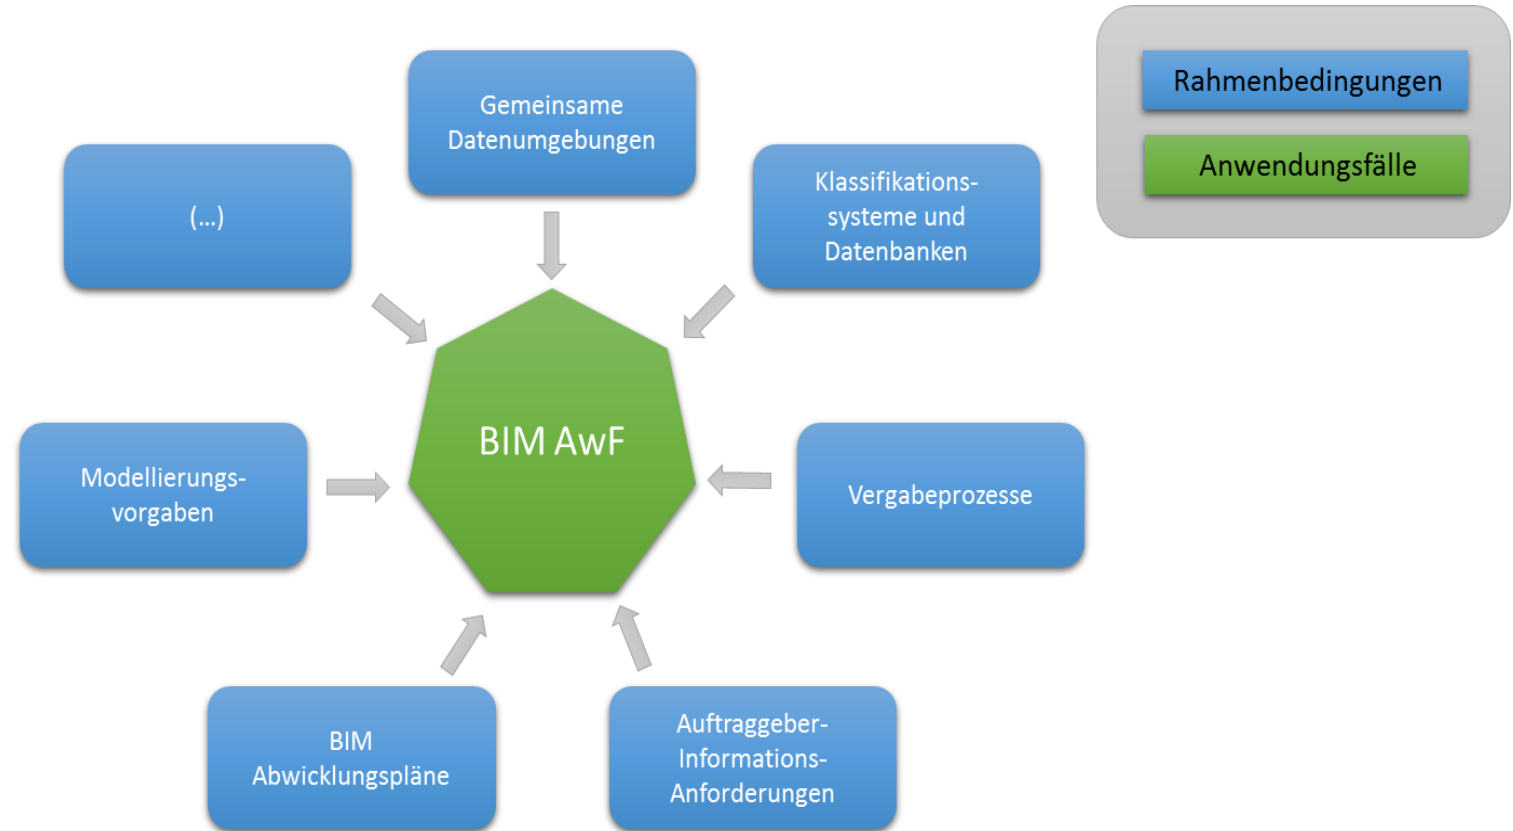 Gemeinsame
Datenumgebungen
Rahmenbedingungen
Anwendungsfälle
(...)
Klassifikations-
systeme und
Datenbanken
BIM AwF
Modellierungs-
vorgaben
Vergabeprozesse
BIM
Abwicklungspläne
Auftraggeber-
Informations-
Anforderungen